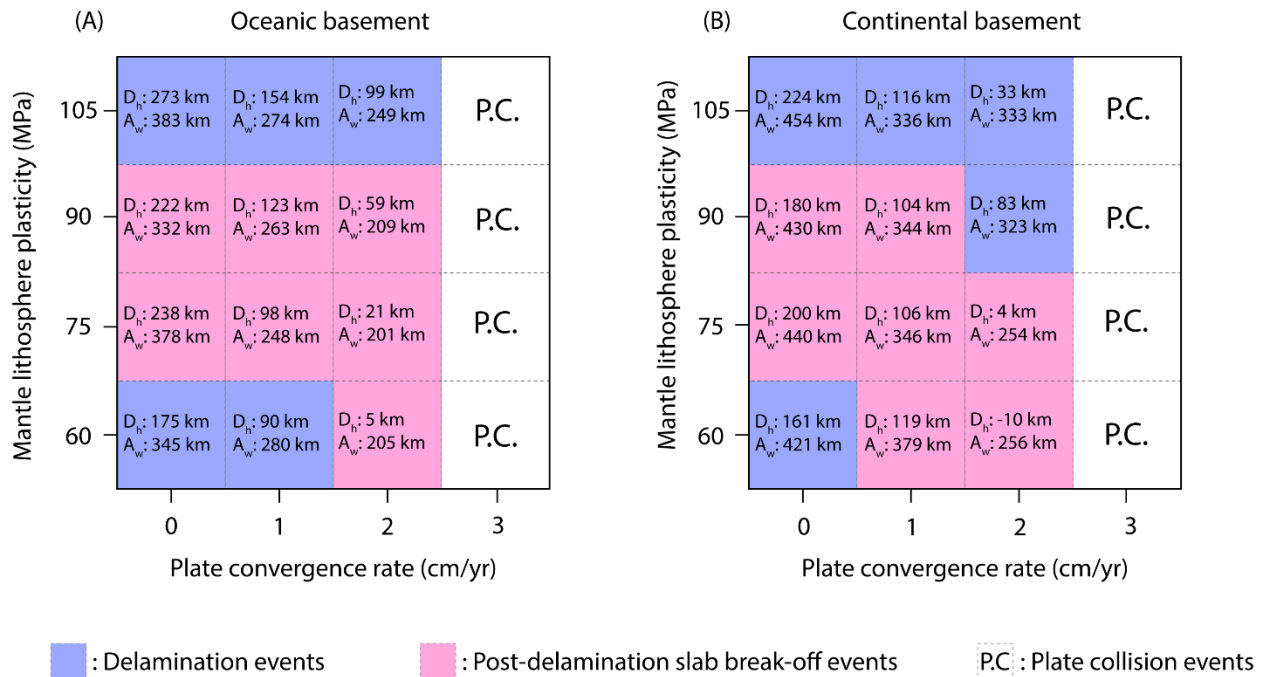 (A) Oceanic basement
Mantle lithosphere plasticity (MPa)
105
Dh: 273 km
Aw: 383 km
Dh: 154 km
Aw: 274 km
Dh: 99 km
Aw: 249 km
P.C.
90
Dh: 222 km
Aw: 332 km
Dh: 123 km
Aw: 263 km
Dh: 59 km
Aw: 209 km
P.C.
75
Dh: 238 km
Aw: 378 km
Dh: 98 km
Aw: 248 km
Dh: 21 km
Aw: 201 km
P.C.
60
Dh: 175 km
Aw: 345 km
Dh: 90 km
Aw: 280 km
Dh: 5 km
Aw: 205 km
P.C.
0 1 2 3
Plate convergence rate (cm/yr)
(B) Continental basement
Mantle lithosphere plasticity (MPa)
105
Dh: 224 km
Aw: 454 km
Dh: 116 km
Aw: 336 km
Dh: 33 km
Aw: 333 km
P.C.
90
Dh: 180 km
Aw: 430 km
Dh: 104 km
Aw: 344 km
Dh: 83 km
Aw: 323 km
P.C.
75
Dh: 200 km
Aw: 440 km
Dh: 106 km
Aw: 346 km
Dh: 4 km
Aw: 254 km
P.C.
60
Dh: 161 km
Aw: 421 km
Dh: 119 km
Aw: 379 km
Dh: -10 km
Aw: 256 km
P.C.
0 1 2 3
Plate convergence rate (cm/yr)
: Delamination events
: Post-delamination slab break-off events
P.C : Plate collision events